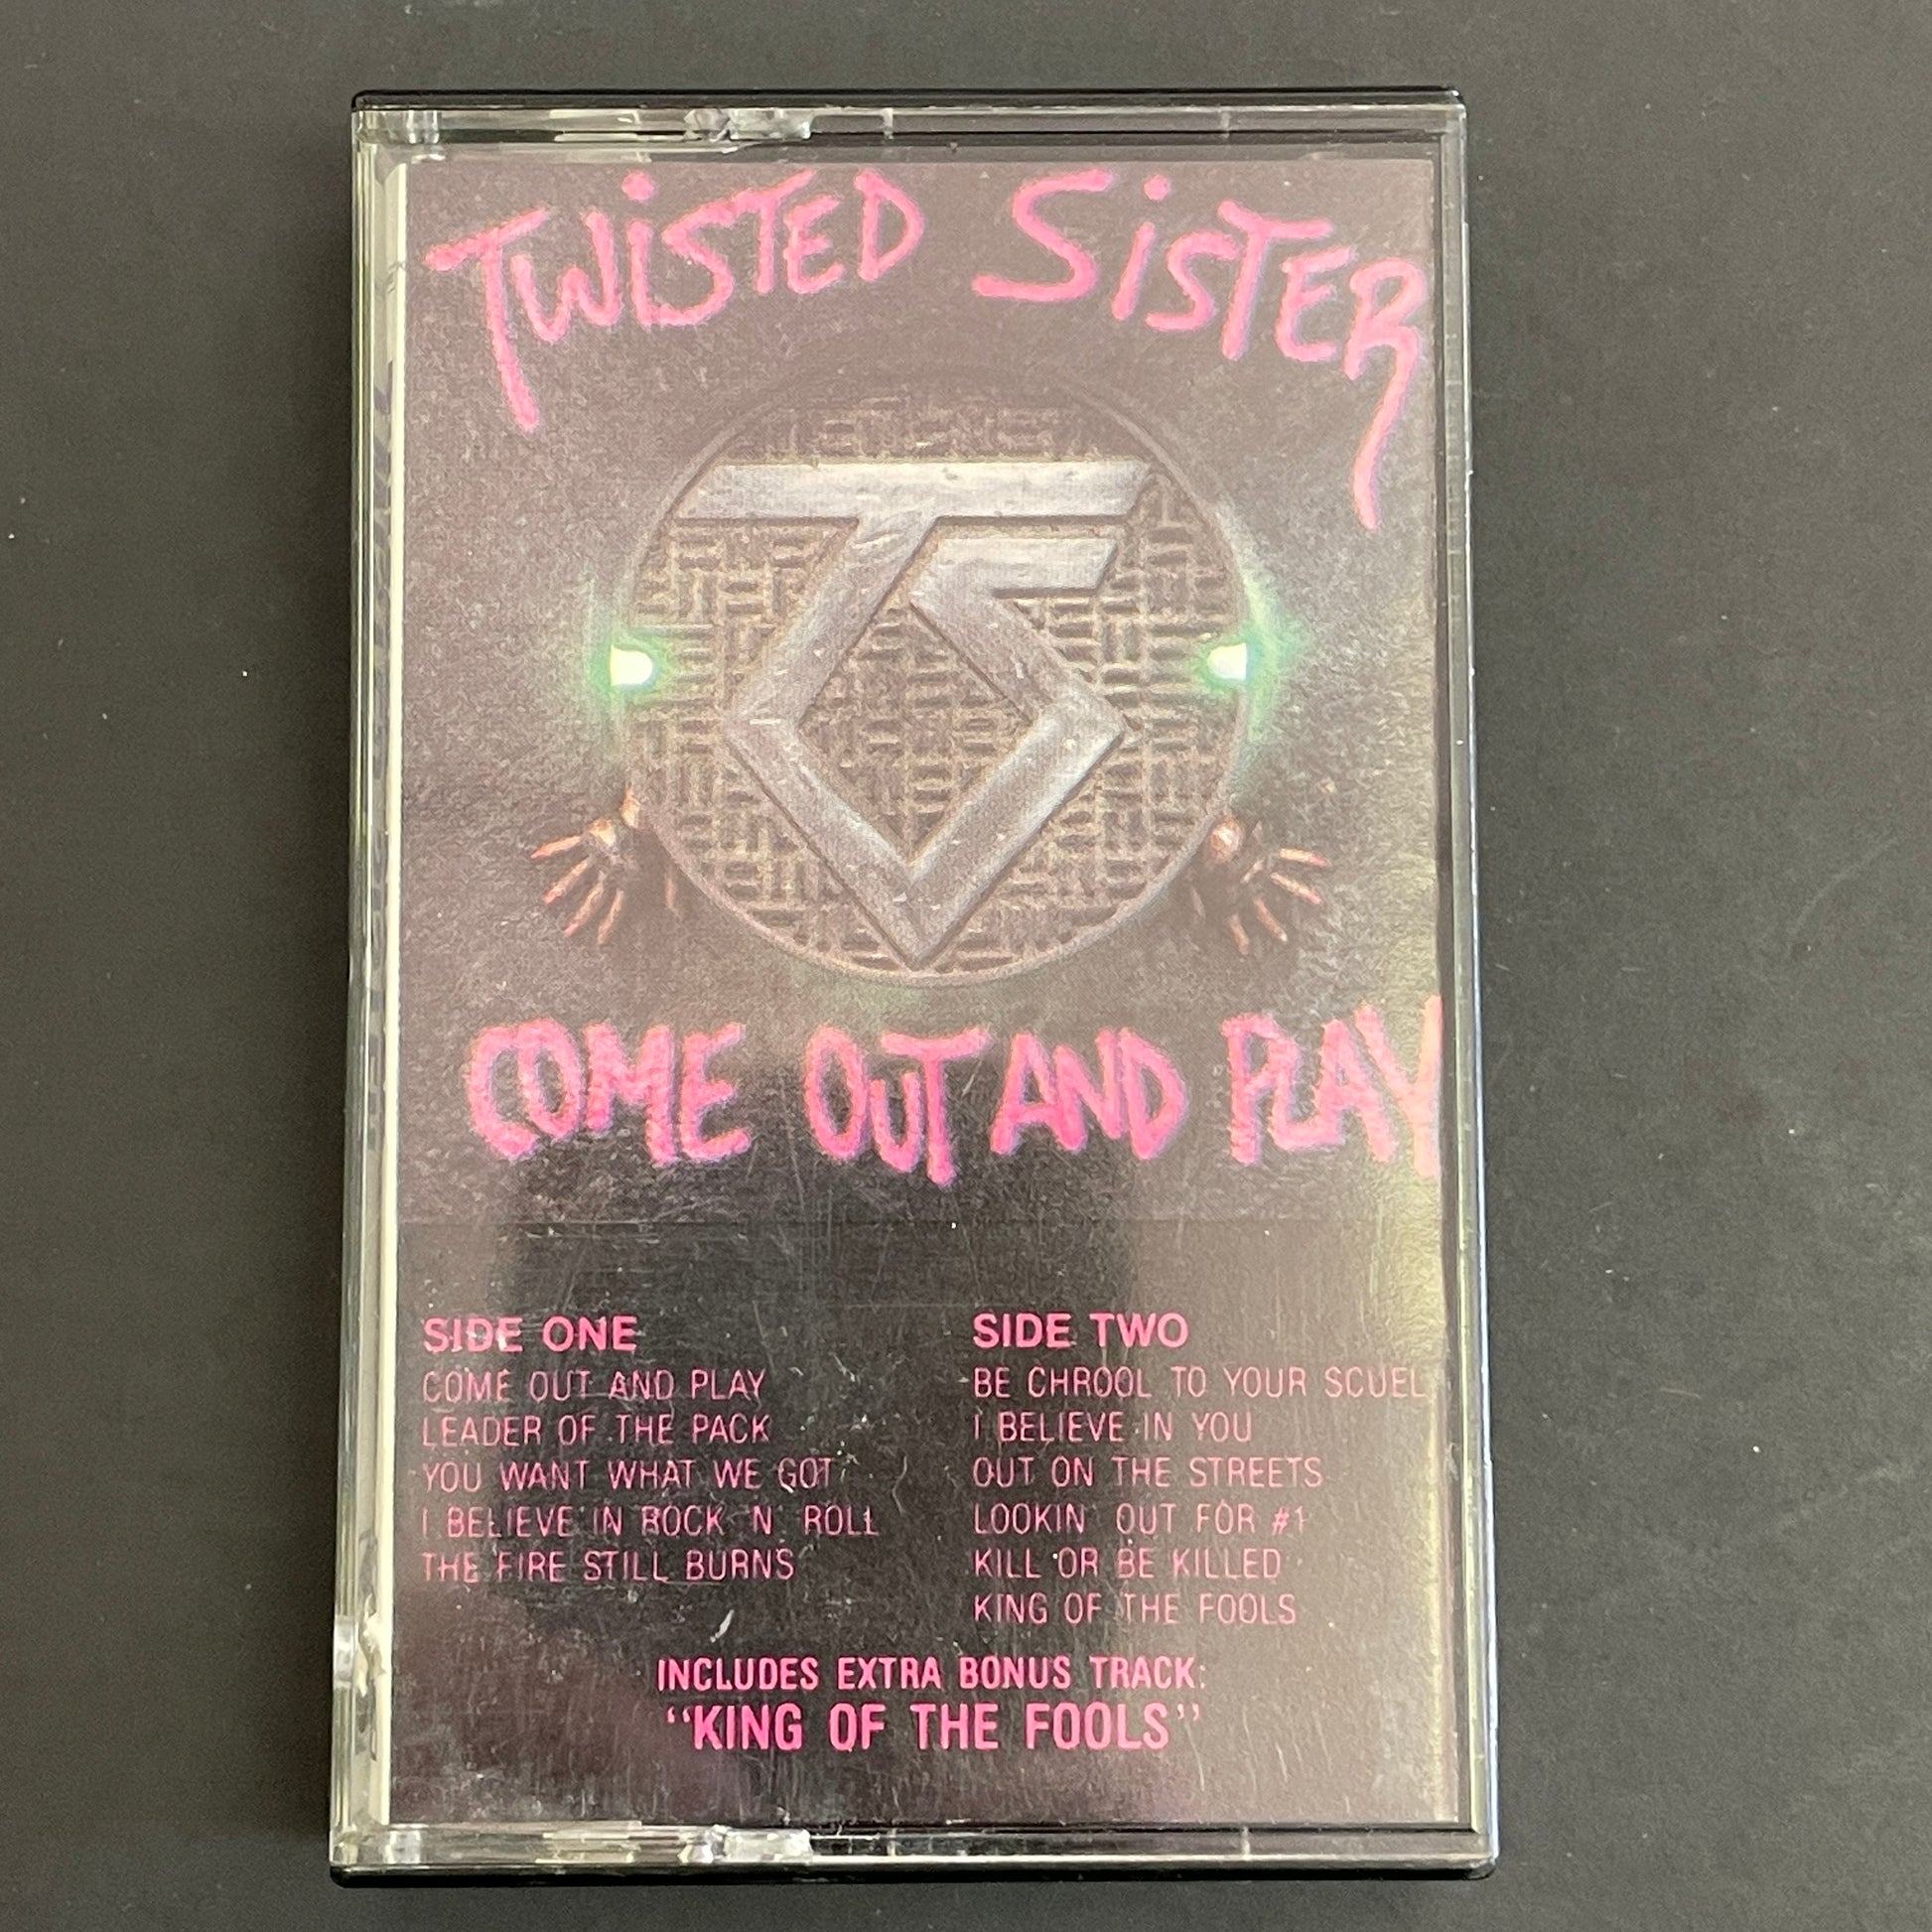 TWiSTED SiSTER
TS
COME OUT AND PLAY
SIDE ONE
COME OUT AND PLAY
LEADER OF THE PACK
YOU WANT WHAT WE GOT
I BELIEVE IN ROCK 'N' ROLL
THE FIRE STILL BURNS
SIDE TWO
BE CHROOL TO YOUR SCUEL
I BELIEVE IN YOU
OUT ON THE STREETS
LOOKIN' OUT FOR #1
KILL OR BE KILLED
KING OF THE FOOLS
INCLUDES EXTRA BONUS TRACK:
"KING OF THE FOOLS"